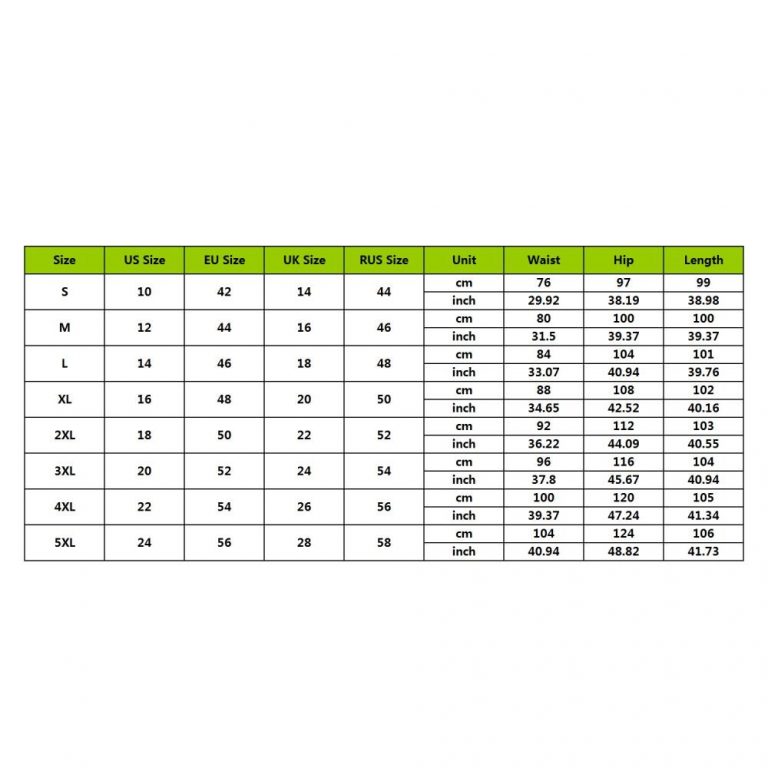 Size US Size EU Size UK Size RUS Size Unit Waist Hip Length
S 10 42 14 44 cm 76 97 99
inch 29.92 38.19 38.98
M 12 44 16 46 cm 80 100 100
inch 31.5 39.37 39.37
L 14 46 18 48 cm 84 104 101
inch 33.07 40.94 39.76
XL 16 48 20 50 cm 88 108 102
inch 34.65 42.52 40.16
2XL 18 50 22 52 cm 92 112 103
inch 36.22 44.09 40.55
3XL 20 52 24 54 cm 96 116 104
inch 37.8 45.67 40.94
4XL 22 54 26 56 cm 100 120 105
inch 39.37 47.24 41.34
5XL 24 56 28 58 cm 104 124 106
inch 40.94 48.82 41.73